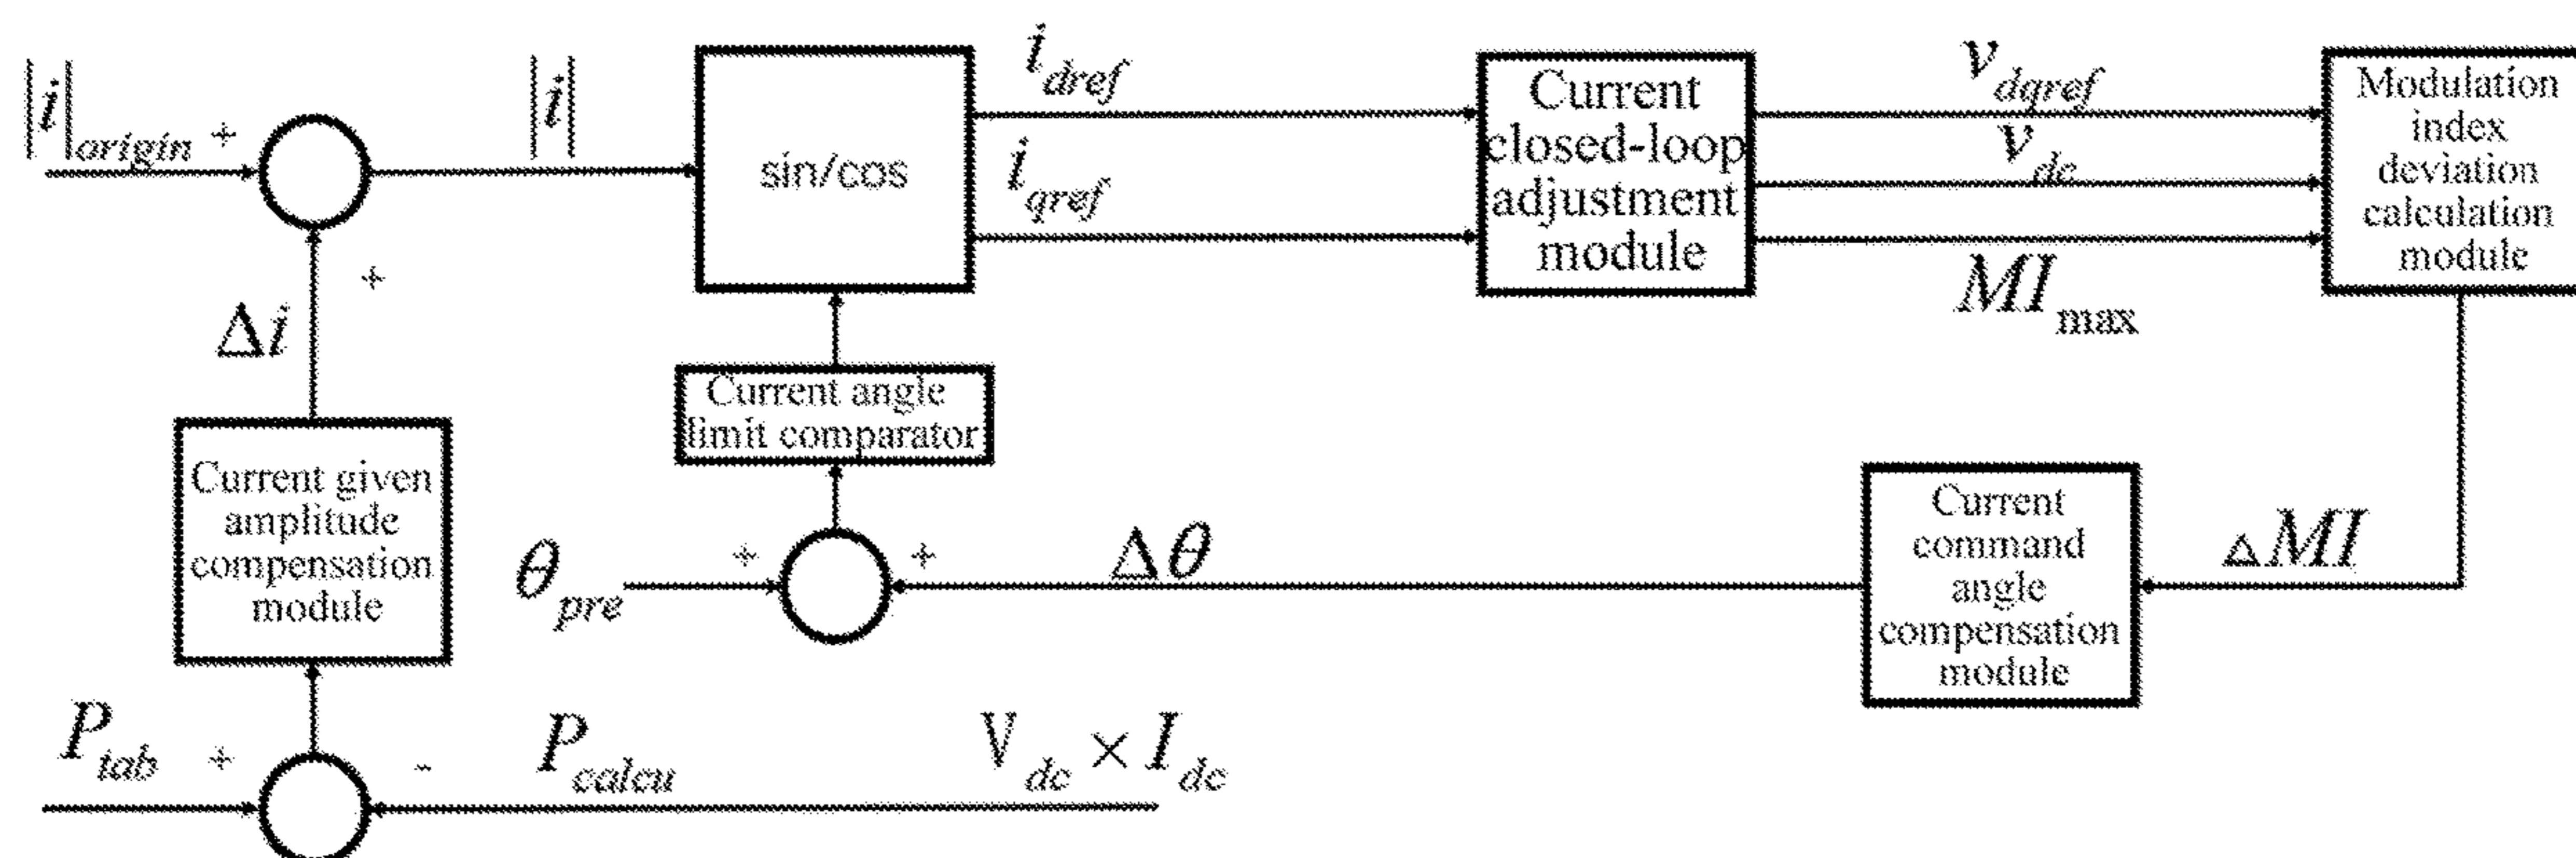 |i|origin +
|i|
idref
iqref
sin/cos
Current
closed-loop
adjustment
module
vdqref
vdc
MImax
Modulation
index
deviation
calculation
module
+
Δi
Current angle
limit comparator
Current given
amplitude
compensation
module
θpre + + Δθ
Current
command
angle
compensation
module
ΔMI
Ptab + - Pcalcu Vdc × Idc